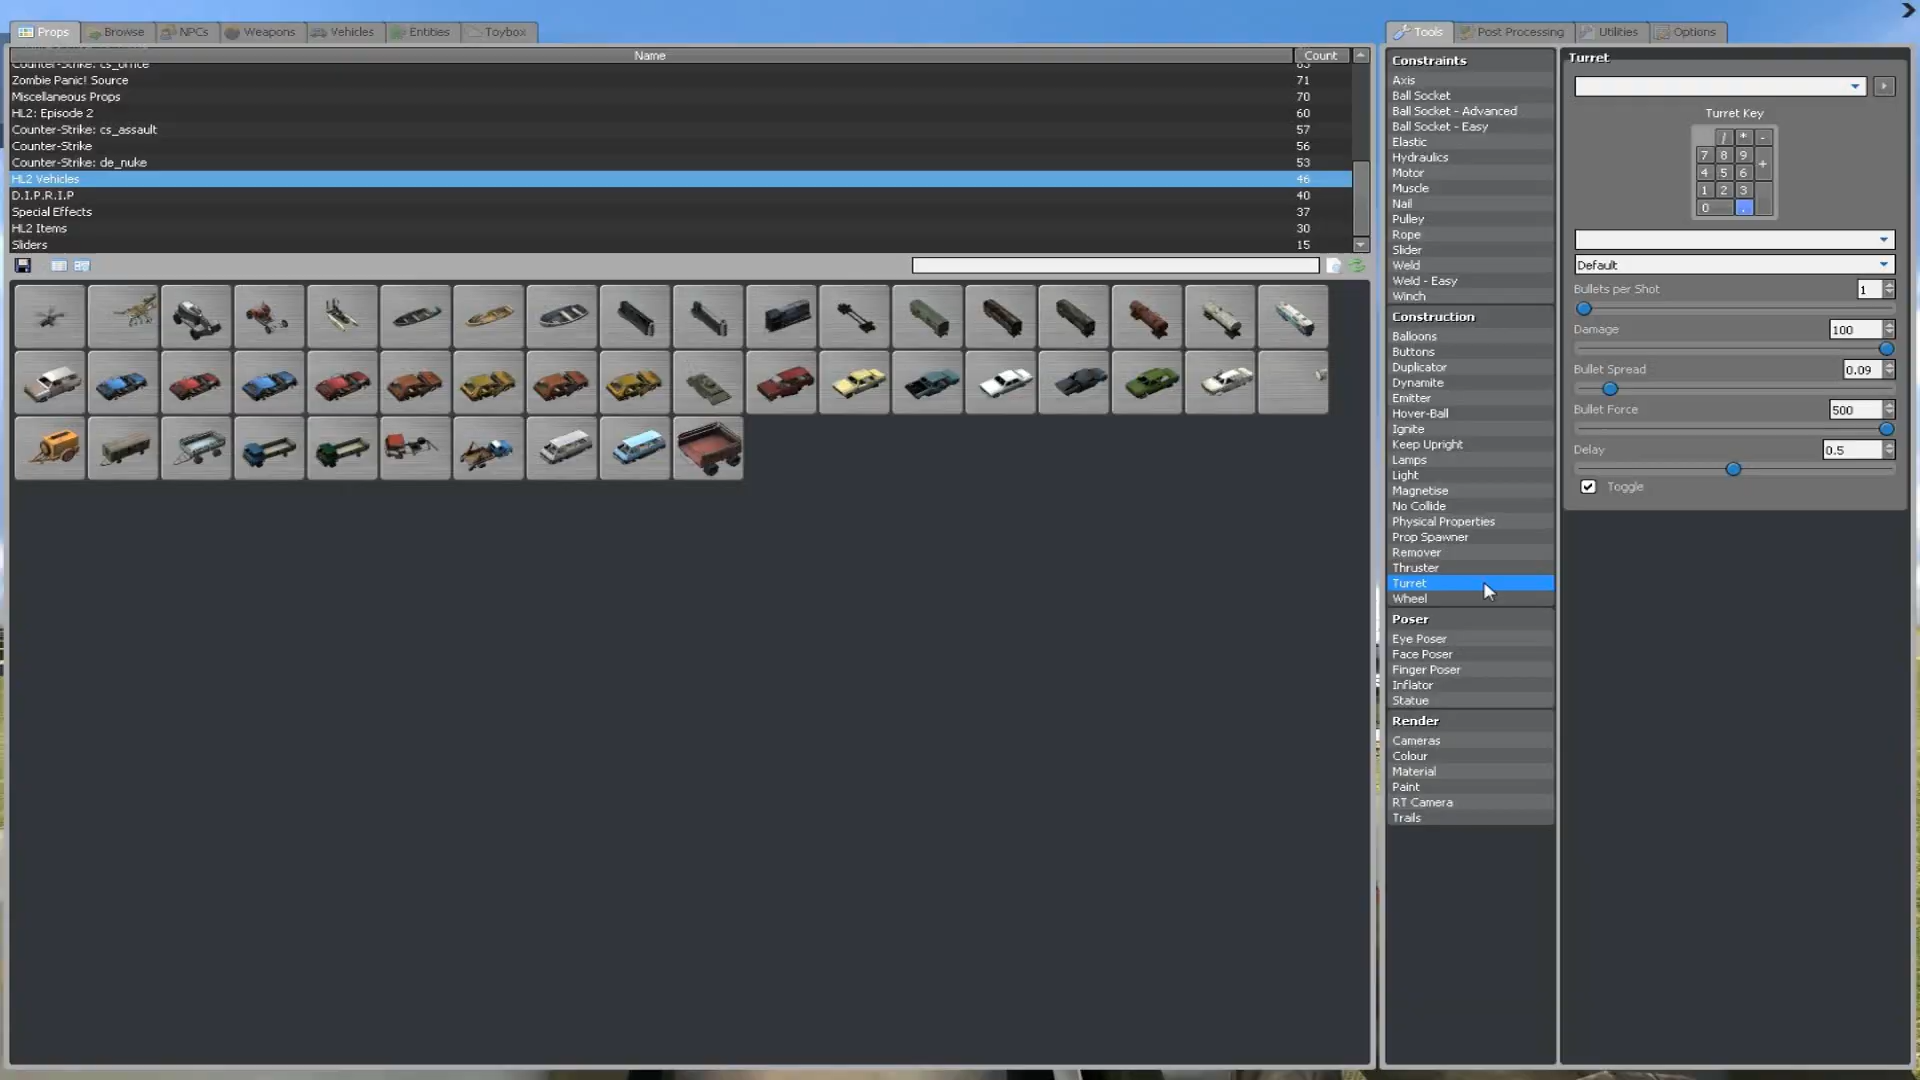 Props Browse NPCs Weapons Vehicles Entities Toybox
Name Count
Counter-Strike: cs_office 63
Zombie Panic! Source 71
Miscellaneous Props 70
HL2: Episode 2 60
Counter-Strike: cs_assault 57
Counter-Strike 56
Counter-Strike: de_nuke 53
HL2 Vehicles 46
D.I.P.R.I.P 40
Special Effects 37
HL2 Items 30
Sliders 15
Tools Post Processing Utilities Options
Constraints
Axis
Ball Socket
Ball Socket - Advanced
Ball Socket - Easy
Elastic
Hydraulics
Motor
Muscle
Nail
Pulley
Rope
Slider
Weld
Weld - Easy
Winch
Construction
Balloons
Buttons
Duplicator
Dynamite
Emitter
Hover-Ball
Ignite
Keep Upright
Lamps
Light
Magnetise
No Collide
Physical Properties
Prop Spawner
Remover
Thruster
Turret
Wheel
Poser
Eye Poser
Face Poser
Finger Poser
Inflator
Statue
Render
Cameras
Colour
Material
Paint
RT Camera
Trails
Turret
Turret Key
/ * -
7 8 9 +
4 5 6
1 2 3
0 .
Default
Bullets per Shot 1
Damage 100
Bullet Spread 0.09
Bullet Force 500
Delay 0.5
Toggle